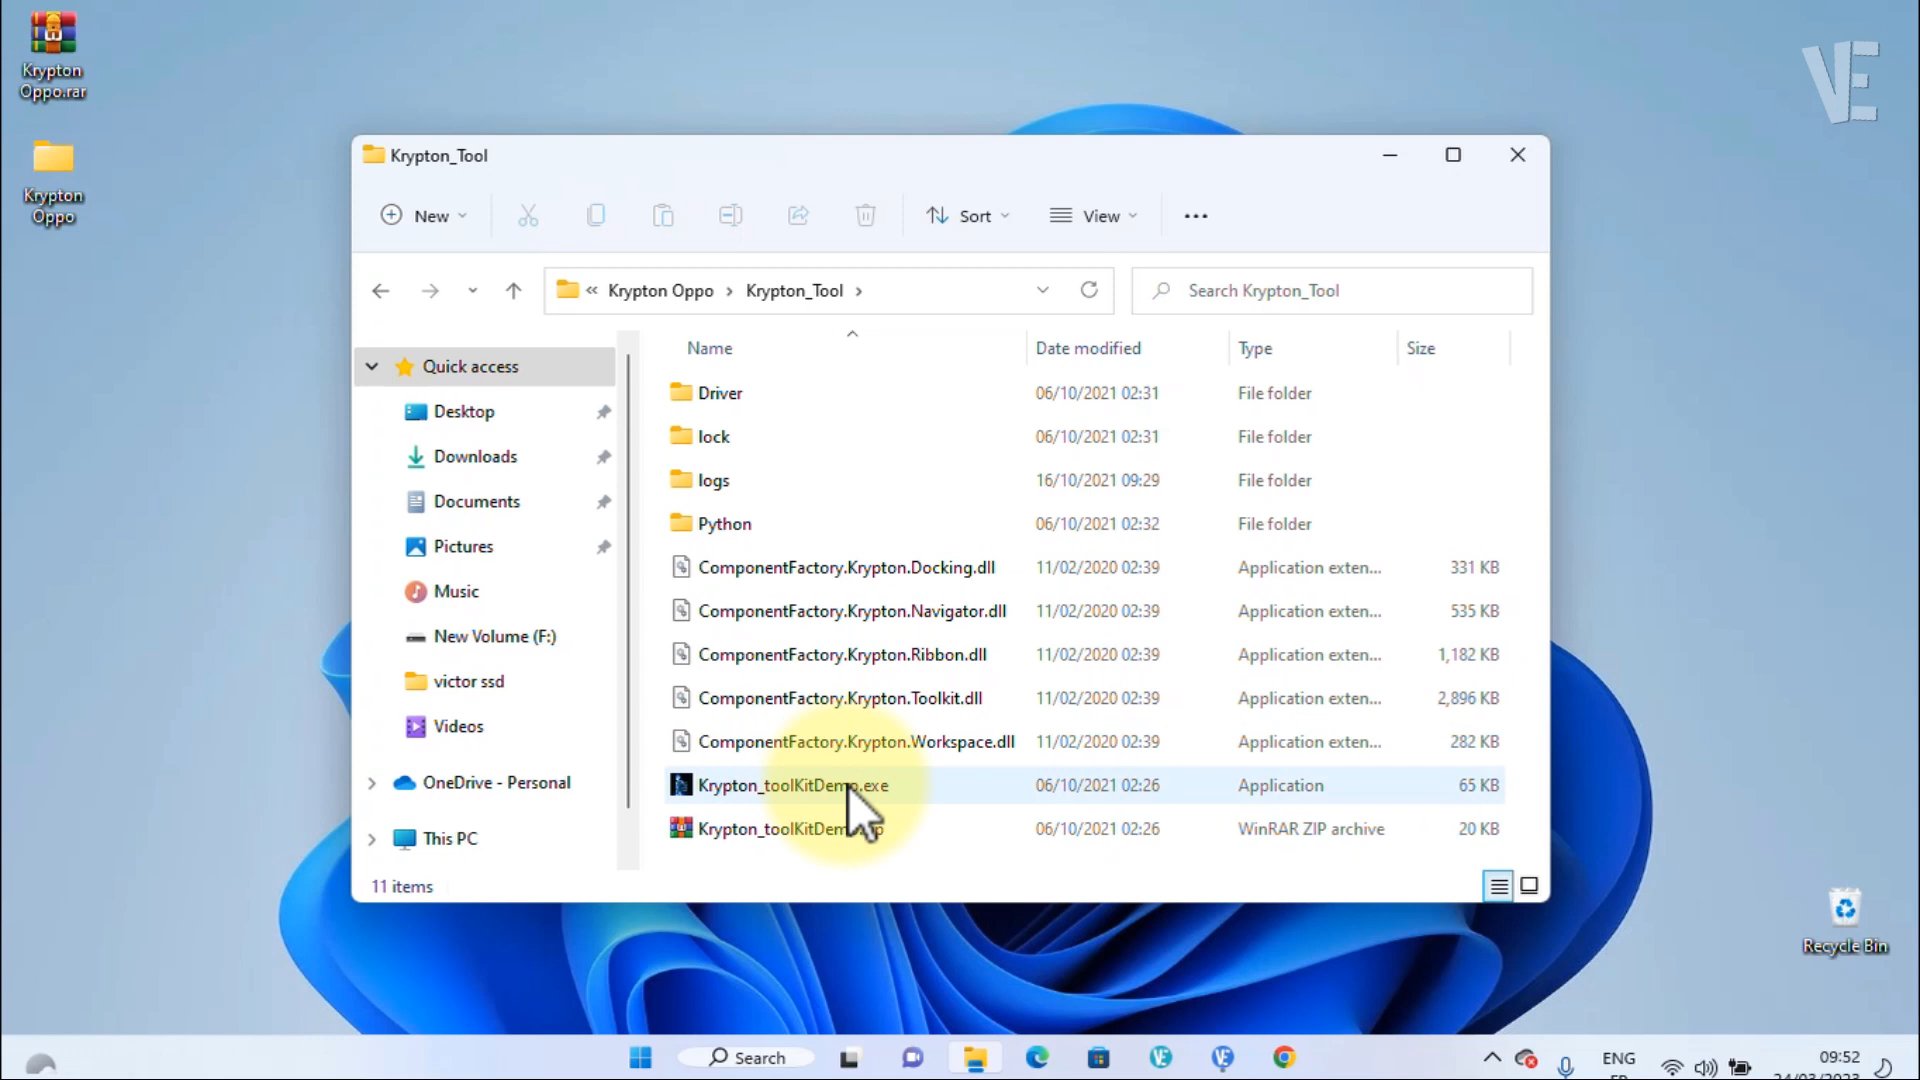 Krypton
Oppo.rar
Krypton
Oppo
VE
Krypton_Tool
New
Sort
View
Krypton Oppo
Krypton_Tool
Search Krypton_Tool
Name
Date modified
Type
Size
Quick access
Desktop
Downloads
Documents
Pictures
Music
New Volume (F:)
victor ssd
Videos
OneDrive - Personal
This PC
Driver 06/10/2021 02:31 File folder
lock 06/10/2021 02:31 File folder
logs 16/10/2021 09:29 File folder
Python 06/10/2021 02:32 File folder
ComponentFactory.Krypton.Docking.dll 11/02/2020 02:39 Application exten... 331 KB
ComponentFactory.Krypton.Navigator.dll 11/02/2020 02:39 Application exten... 535 KB
ComponentFactory.Krypton.Ribbon.dll 11/02/2020 02:39 Application exten... 1,182 KB
ComponentFactory.Krypton.Toolkit.dll 11/02/2020 02:39 Application exten... 2,896 KB
ComponentFactory.Krypton.Workspace.dll 11/02/2020 02:39 Application exten... 282 KB
Krypton_toolKitDemo.exe 06/10/2021 02:26 Application 65 KB
06/10/2021 02:26 WinRAR ZIP archive 20 KB
11 items
Recycle Bin
Search
ENG
09:52
24/03/2023